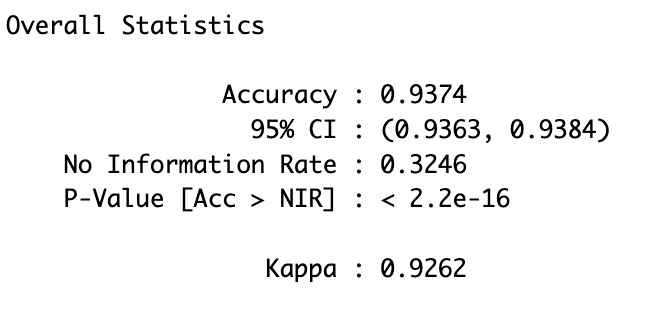 Overall Statistics
Accuracy : 0.9374
95% CI : (0.9363, 0.9384)
No Information Rate : 0.3246
P-Value [Acc > NIR] : < 2.2e-16
Kappa : 0.9262